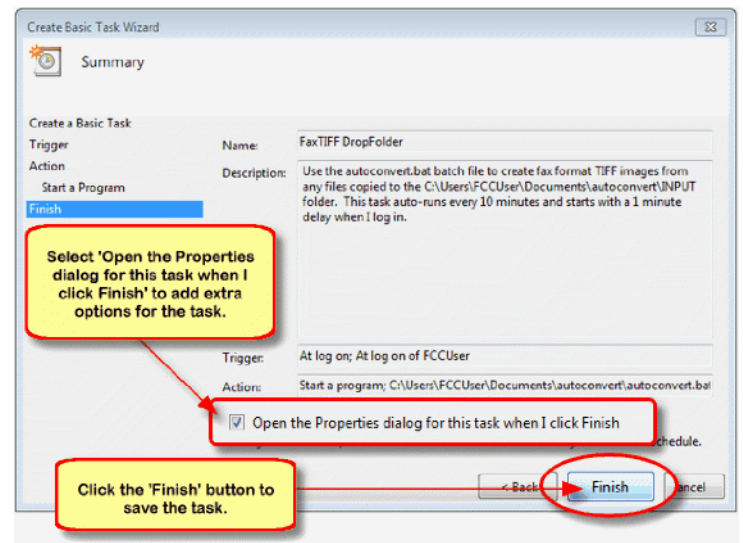 Create Basic Task Wizard
Summary
Create a Basic Task
Trigger
Action
Start a Program
Finish
Name:
FaxTIFF DropFolder
Description:
Use the autoconvert.bat batch file to create fax format TIFF images from
any files copied to the C:\Users\FCCUser\Documents\autoconvert\INPUT
folder. This task auto-runs every 10 minutes and starts with a 1 minute
delay when I log in.
Select 'Open the Properties
dialog for this task when I
click Finish' to add extra
options for the task.
Trigger:
At log on; At log on of FCCUser
Action:
Start a program; C:\Users\FCCUser\Documents\autoconvert\autoconvert.bat
Open the Properties dialog for this task when I click Finish
schedule.
Click the 'Finish' button to
save the task.
< Back
Finish
ancel